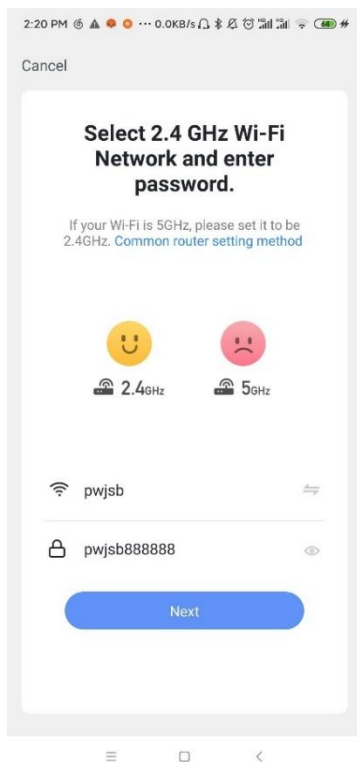 2:20 PM ··· 0.0KB/s 64
Cancel
Select 2.4 GHz Wi-Fi
Network and enter
password.
If your Wi-Fi is 5GHz, please set it to be
2.4GHz. Common router setting method
2.4GHz 5GHz
pwjsb
pwjsb888888
Next